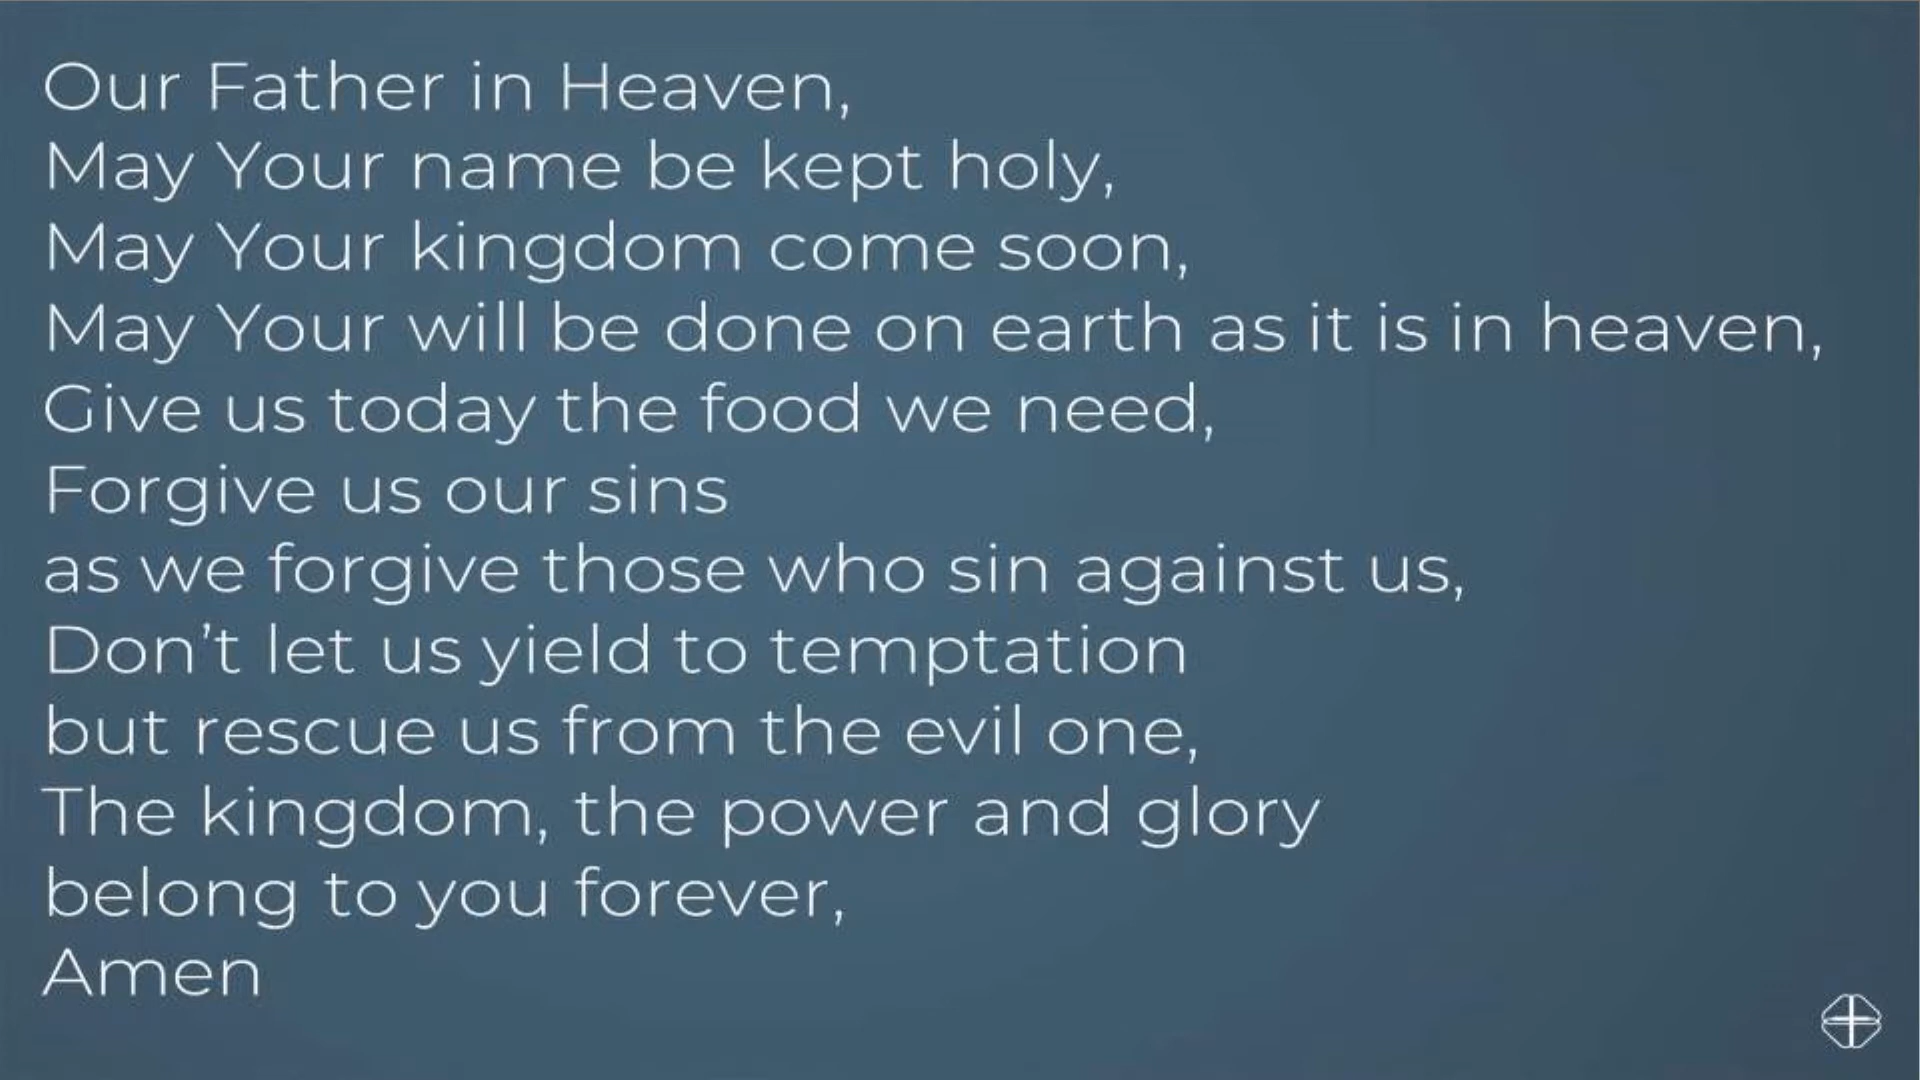 Our Father in Heaven,
May Your name be kept holy,
May Your kingdom come soon,
May Your will be done on earth as it is in heaven,
Give us today the food we need,
Forgive us our sins
as we forgive those who sin against us,
Don’t let us yield to temptation
but rescue us from the evil one,
The kingdom, the power and glory
belong to you forever,
Amen